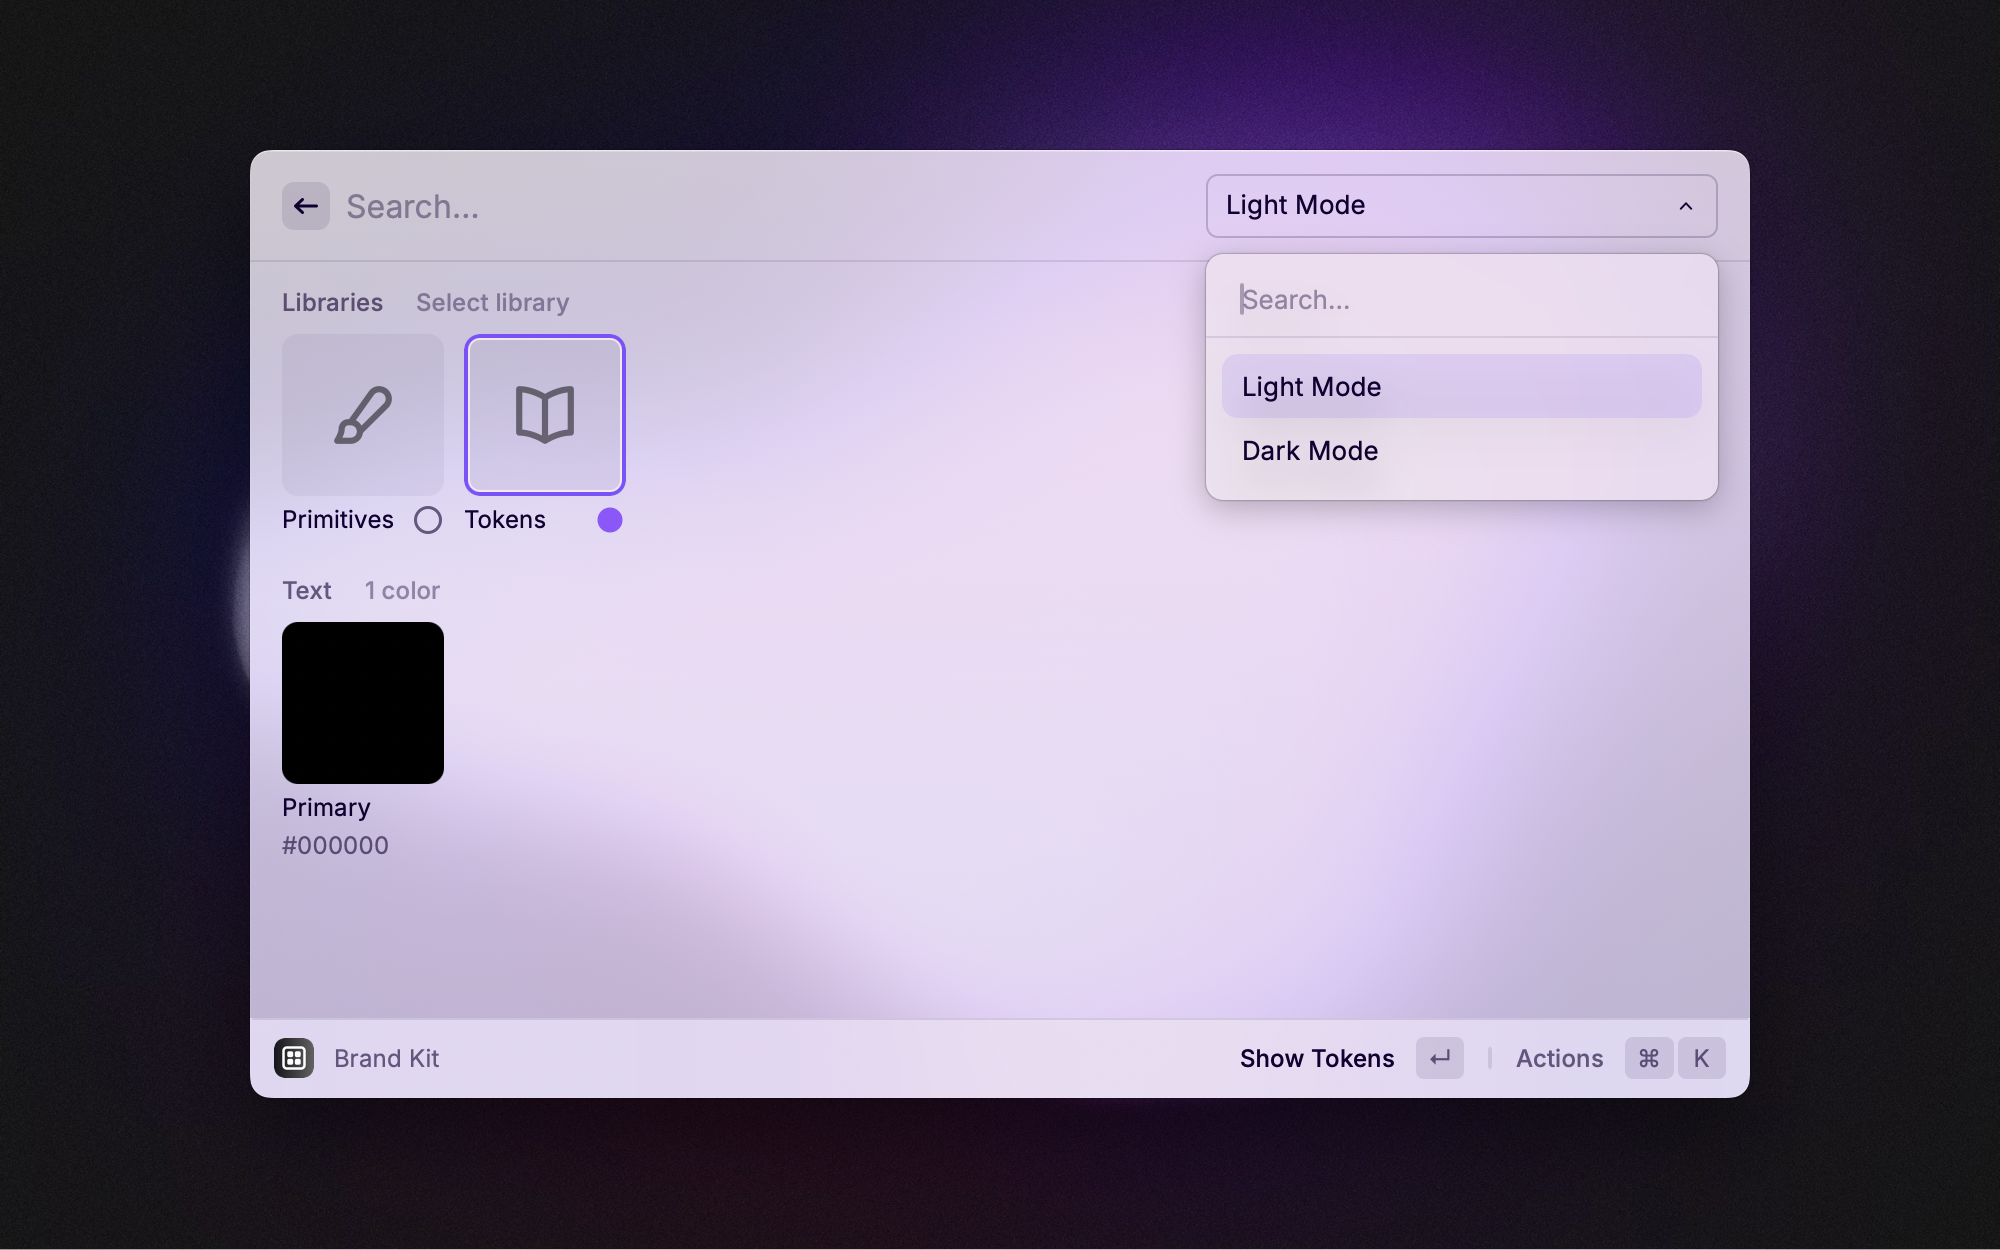 Search...
Light Mode
Search...
Light Mode
Dark Mode
Libraries Select library
Primitives Tokens
Text 1 color
Primary
#000000
Brand Kit Show Tokens Actions ⌘ K